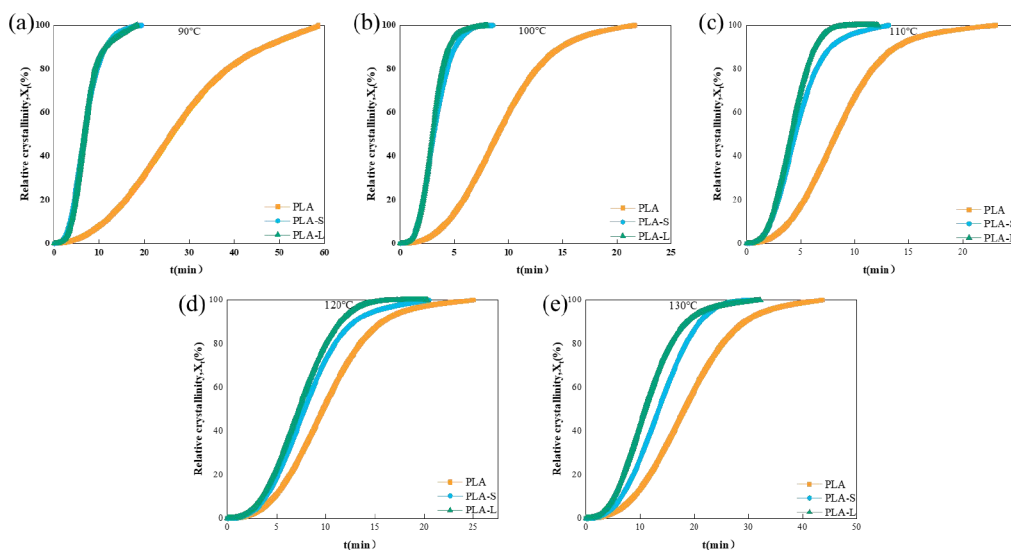 (a)
90°C
Relative crystallinity,Xt(%)
100
80
60
40
20
0
0 10 20 30 40 50 60
t(min)
PLA
PLA-S
PLA-L
(b)
100°C
Relative crystallinity,Xt(%)
100
80
60
40
20
0
0 5 10 15 20 25
t(min)
PLA
PLA-S
PLA-L
(c)
110°C
Relative crystallinity,Xt(%)
100
80
60
40
20
0
0 5 10 15 20
t(min)
PLA
PLA-S
PLA-L
(d)
120°C
Relative crystallinity,Xt(%)
100
80
60
40
20
0
0 5 10 15 20 25
t(min)
PLA
PLA-S
PLA-L
(e)
130°C
Relative crystallinity,Xt(%)
100
80
60
40
20
0
0 10 20 30 40 50
t(min)
PLA
PLA-S
PLA-L